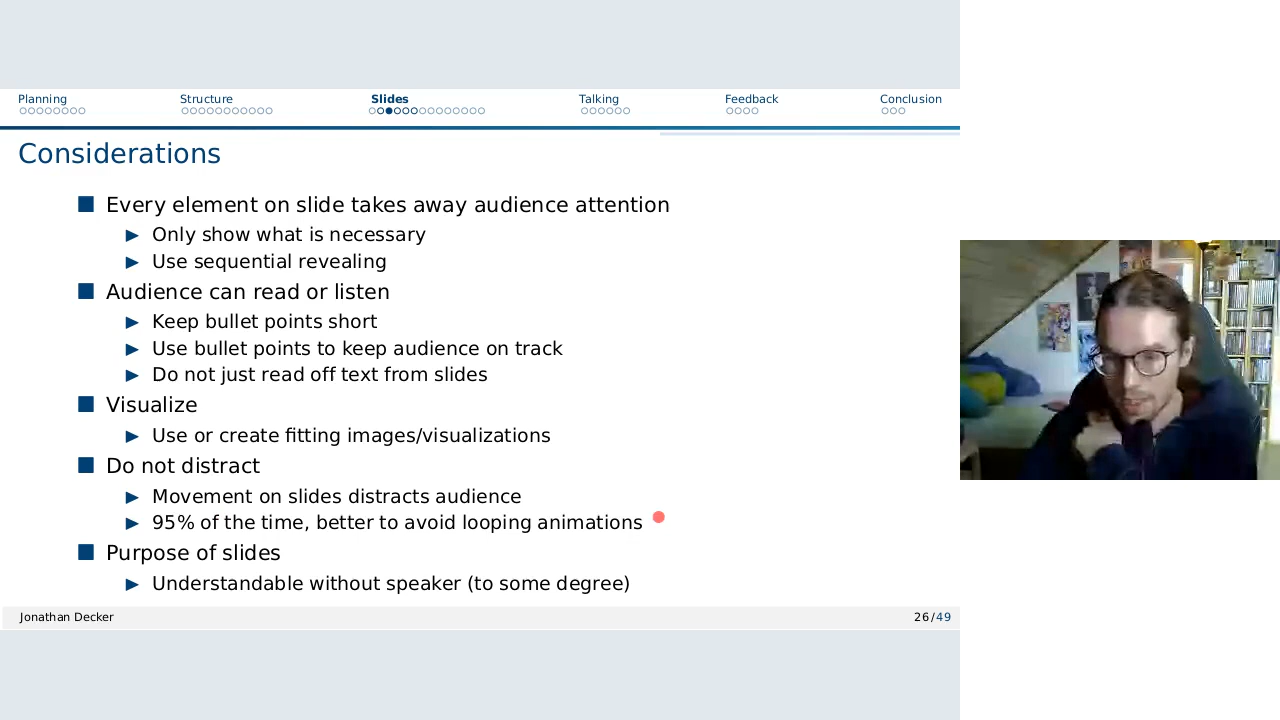 Planning
Structure
Slides
Talking
Feedback
Conclusion
Considerations
Every element on slide takes away audience attention
Only show what is necessary
Use sequential revealing
Audience can read or listen
Keep bullet points short
Use bullet points to keep audience on track
Do not just read off text from slides
Visualize
Use or create fitting images/visualizations
Do not distract
Movement on slides distracts audience
95% of the time, better to avoid looping animations
Purpose of slides
Understandable without speaker (to some degree)
Jonathan Decker
26/49